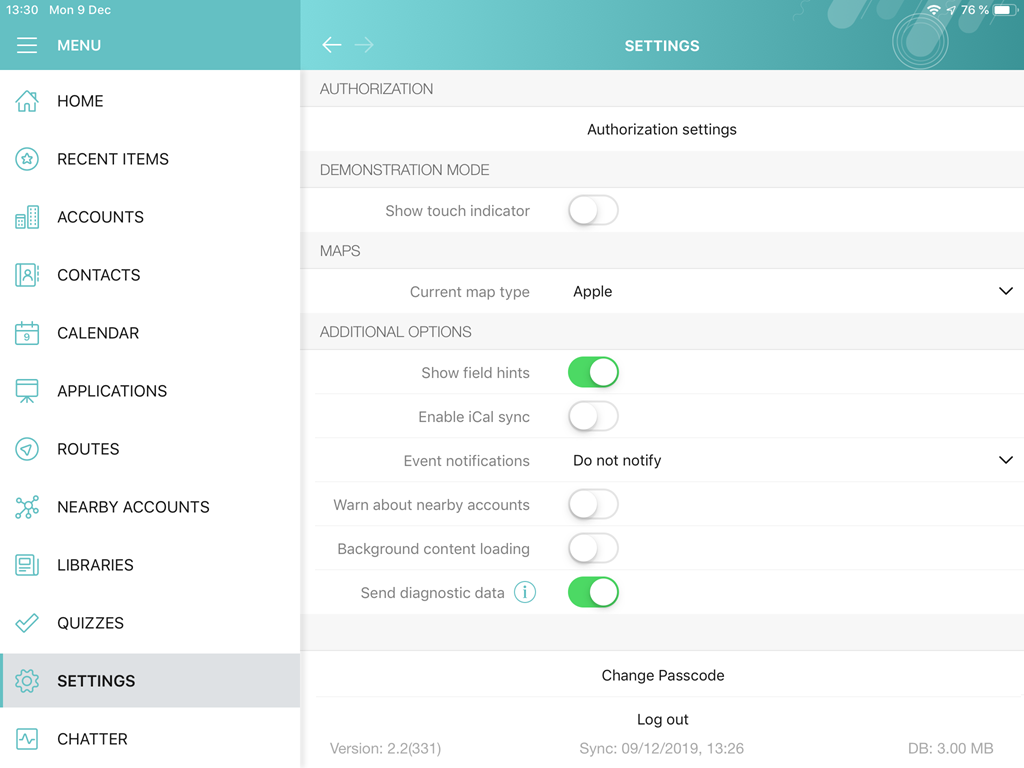 13:30 Mon 9 Dec
76 %
MENU
SETTINGS
HOME
RECENT ITEMS
ACCOUNTS
CONTACTS
CALENDAR
9
APPLICATIONS
ROUTES
NEARBY ACCOUNTS
LIBRARIES
QUIZZES
SETTINGS
CHATTER
AUTHORIZATION
Authorization settings
DEMONSTRATION MODE
Show touch indicator
MAPS
Current map type Apple
ADDITIONAL OPTIONS
Show field hints
Enable iCal sync
Event notifications Do not notify
Warn about nearby accounts
Background content loading
Send diagnostic data i
Change Passcode
Log out
Version: 2.2(331) Sync: 09/12/2019, 13:26 DB: 3.00 MB